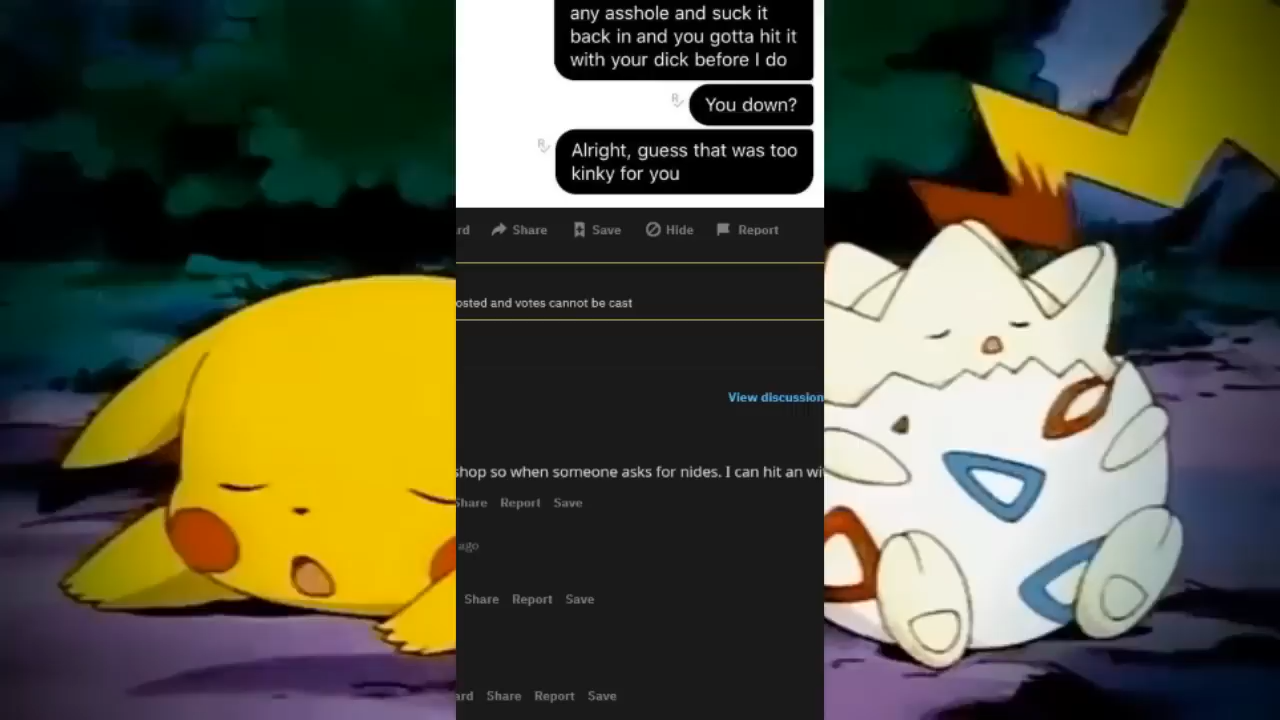 any asshole and suck it
back in and you gotta hit it
with your dick before I do
You down?
Alright, guess that was too
kinky for you
rd Share Save Hide Report
osted and votes cannot be cast
View discussion
shop so when someone asks for nides. I can hit an wi
Share Report Save
ago
Share Report Save
ard Share Report Save